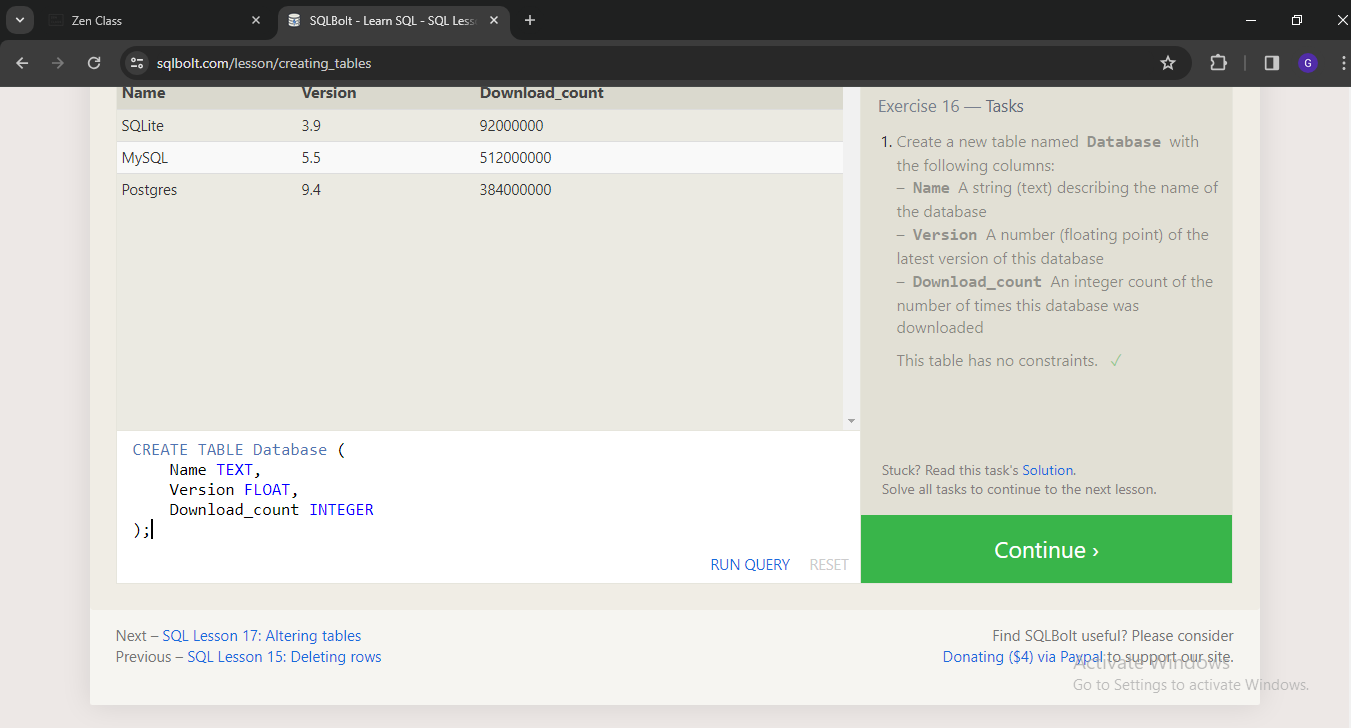 Zen Class
SQLBolt - Learn SQL - SQL Less
sqlbolt.com/lesson/creating_tables
G
Name Version Download_count
SQLite 3.9 92000000
MySQL 5.5 512000000
Postgres 9.4 384000000
CREATE TABLE Database (
Name TEXT,
Version FLOAT,
Download_count INTEGER
);
RUN QUERY RESET
Exercise 16 — Tasks
1. Create a new table named Database with
the following columns:
– Name A string (text) describing the name of
the database
– Version A number (floating point) of the
latest version of this database
– Download_count An integer count of the
number of times this database was
downloaded
This table has no constraints. ✓
Stuck? Read this task's Solution.
Solve all tasks to continue to the next lesson.
Continue ›
Next – SQL Lesson 17: Altering tables
Previous – SQL Lesson 15: Deleting rows
Find SQLBolt useful? Please consider
Donating ($4) via Paypal to support our site.
Activate Windows
Go to Settings to activate Windows.